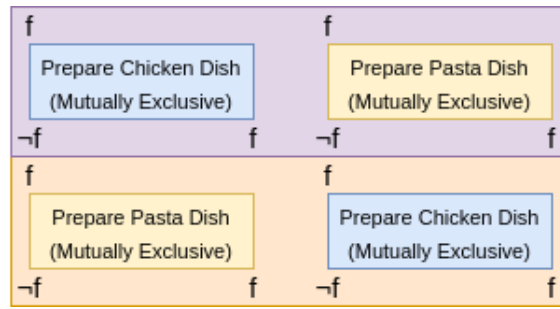 f f
Prepare Chicken Dish Prepare Pasta Dish
(Mutually Exclusive) (Mutually Exclusive)
¬f f ¬f f
f f
Prepare Pasta Dish Prepare Chicken Dish
(Mutually Exclusive) (Mutually Exclusive)
¬f f ¬f f